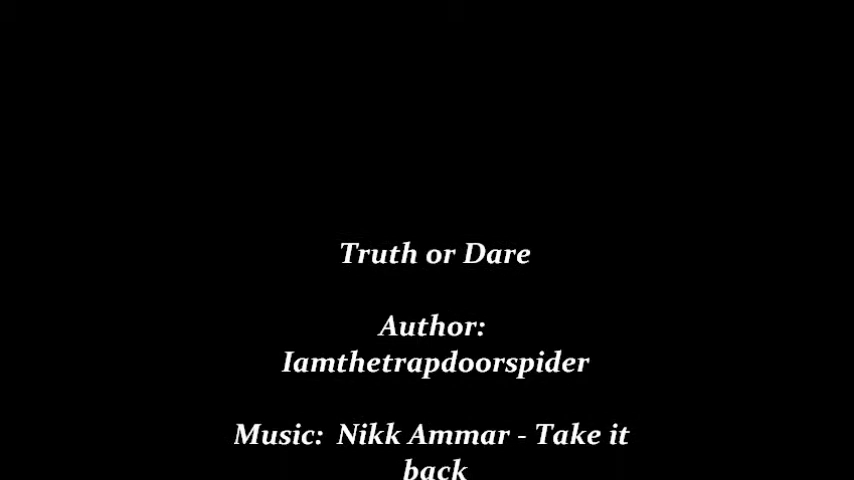 Truth or Dare
Author:
Iamthetrapdoorspider
Music:  Nikk Ammar - Take it
back